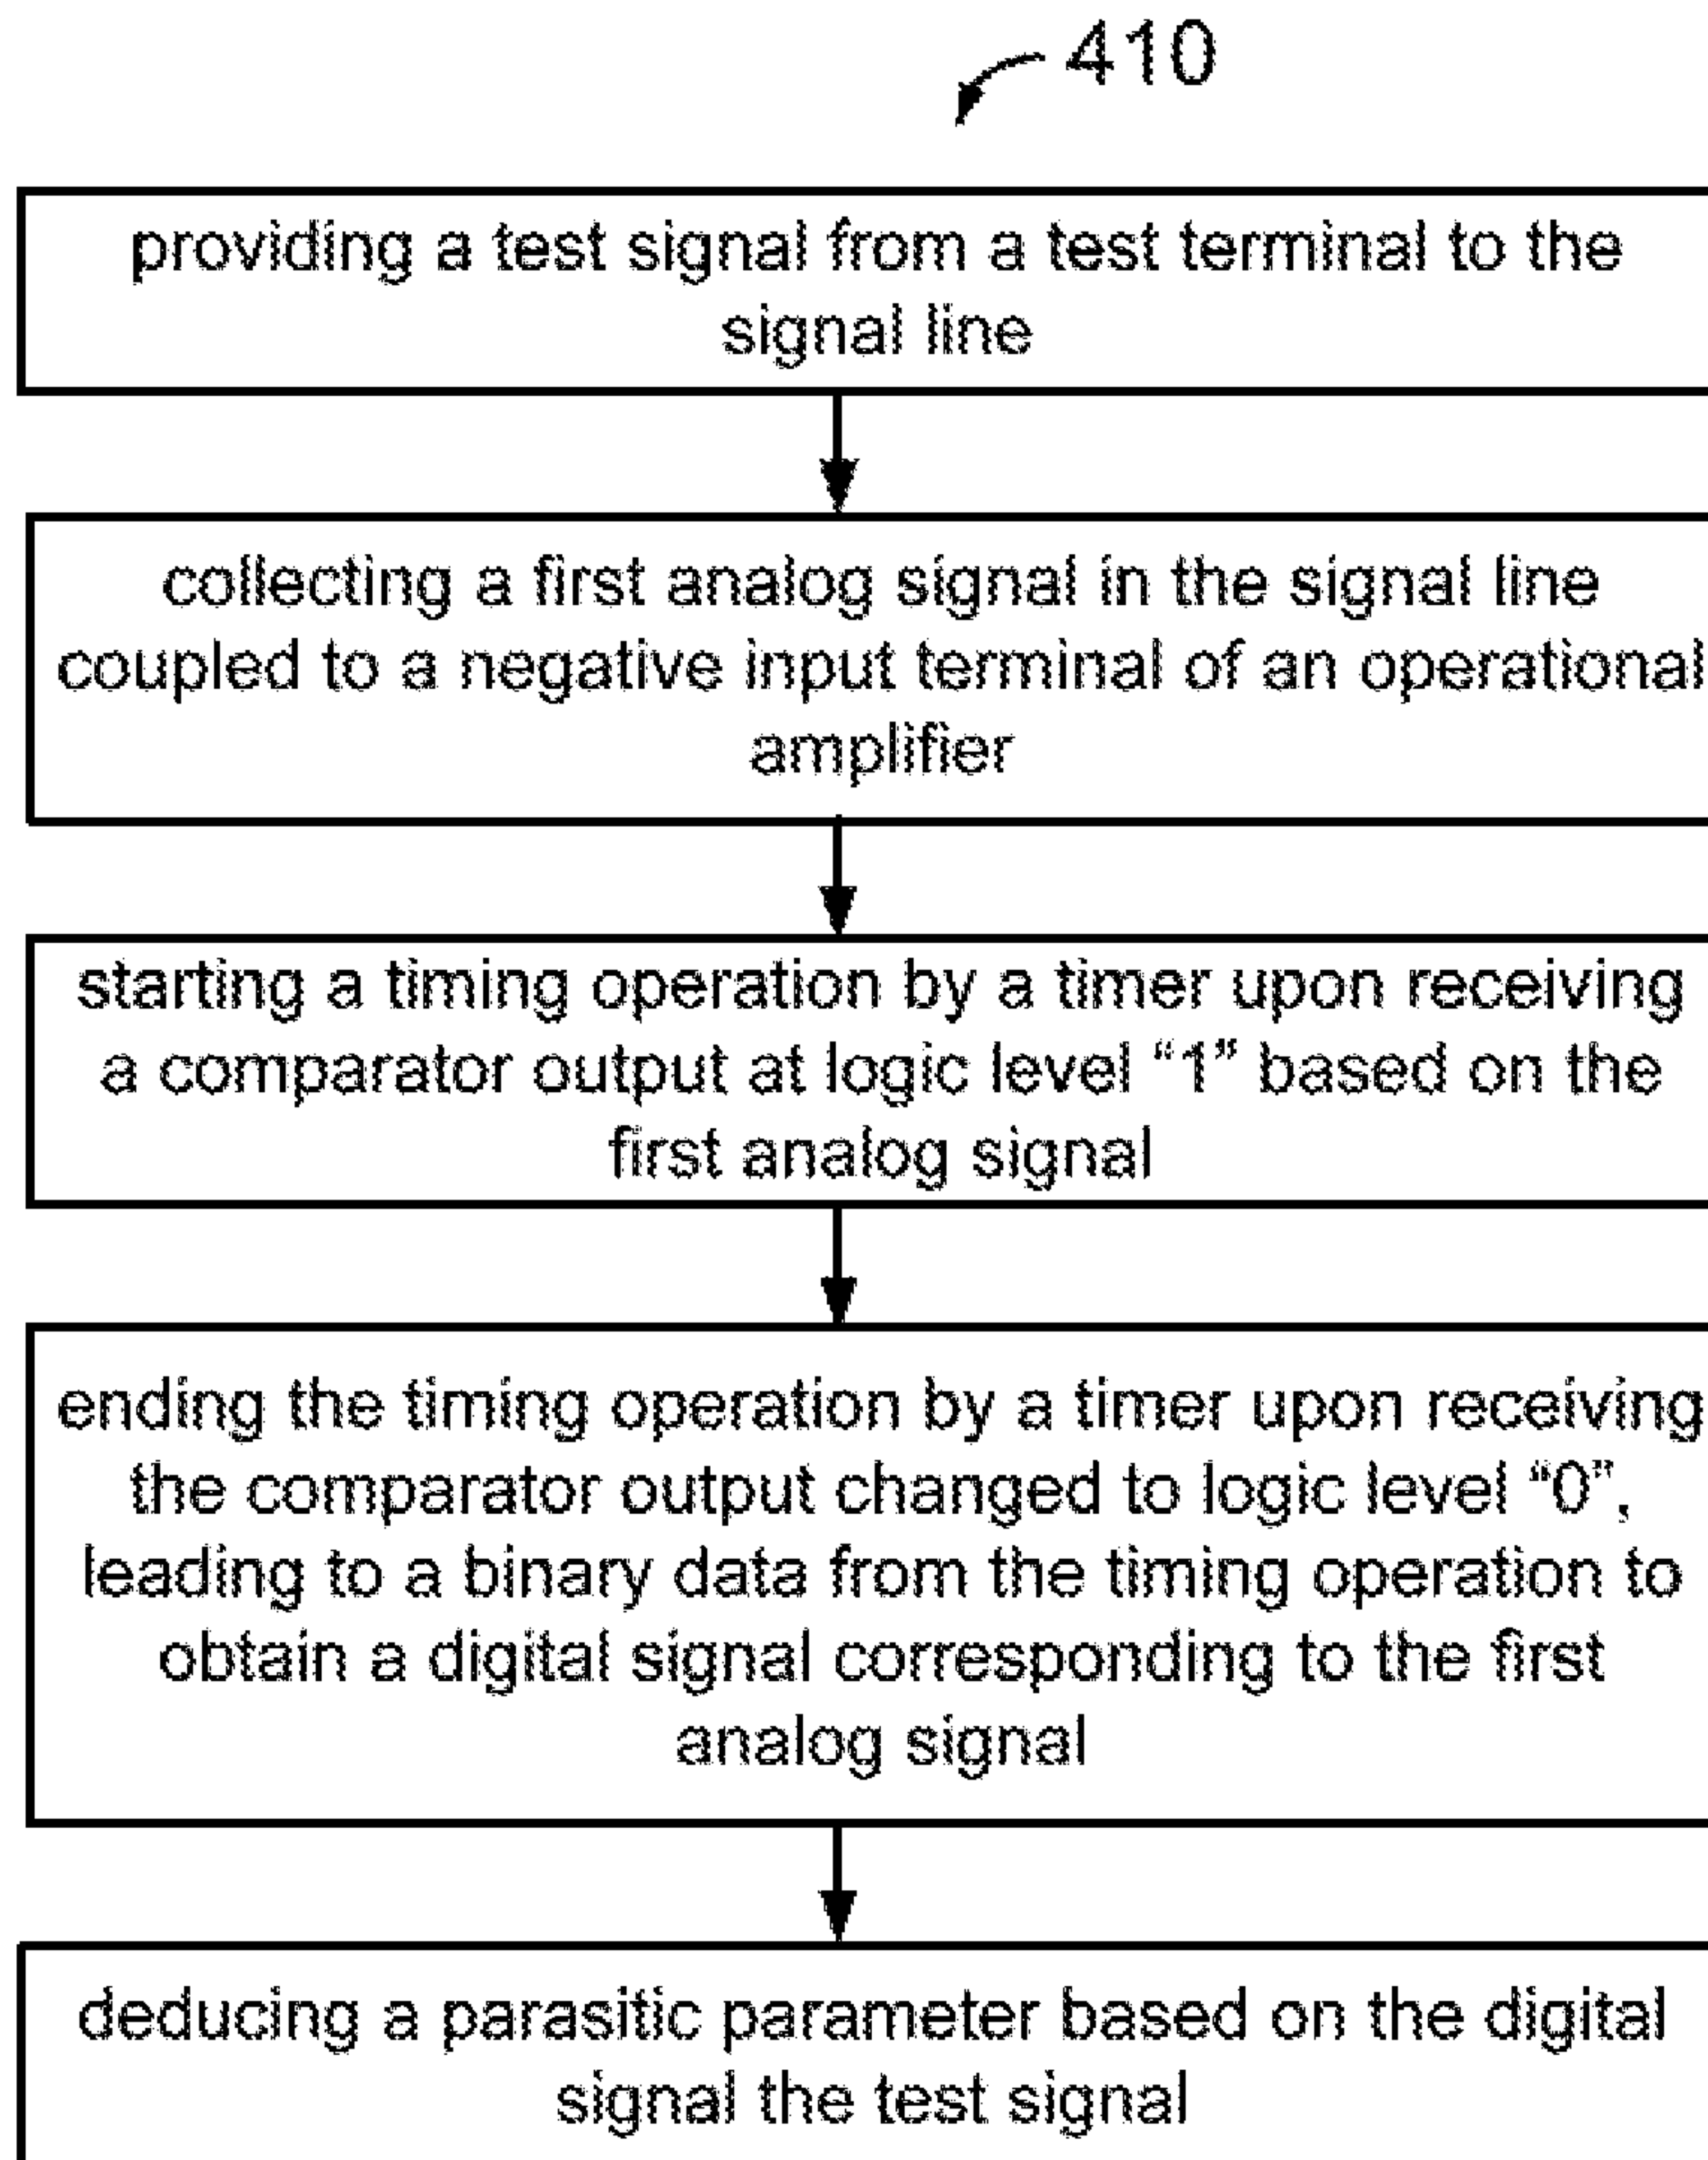 410
providing a test signal from a test terminal to the
signal line
collecting a first analog signal in the signal line
coupled to a negative input terminal of an operational
amplifier
starting a timing operation by a timer upon receiving
a comparator output at logic level “1” based on the
first analog signal
ending the timing operation by a timer upon receiving
the comparator output changed to logic level “0”,
leading to a binary data from the timing operation to
obtain a digital signal corresponding to the first
analog signal
deducing a parasitic parameter based on the digital
signal the test signal